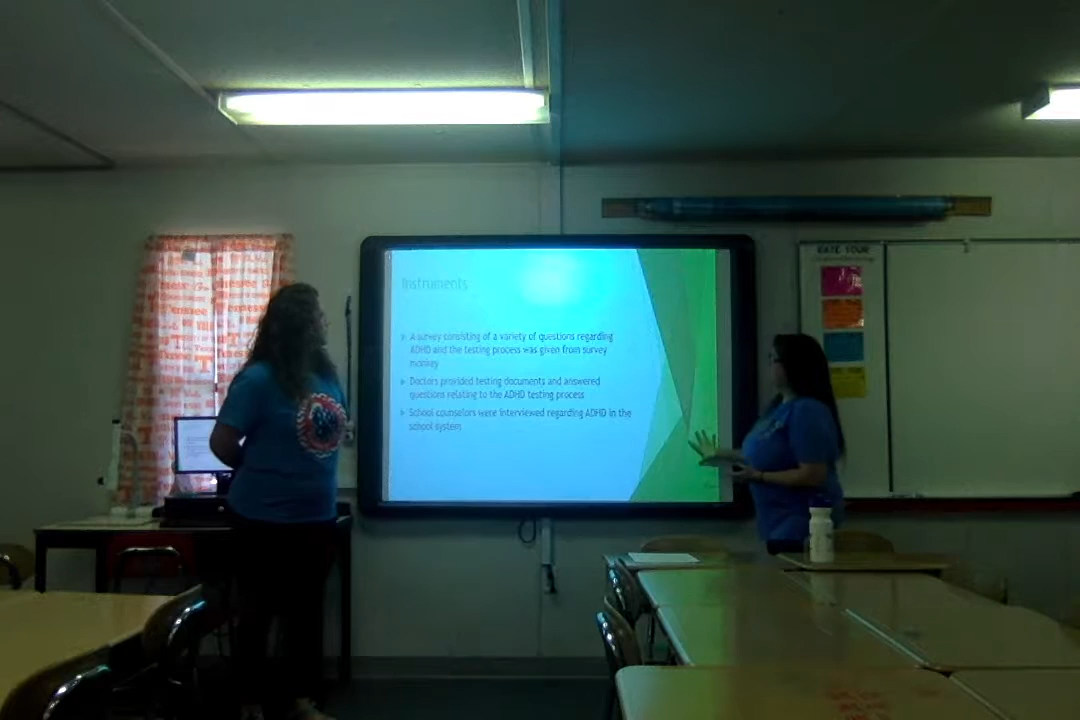 RATE YOUR
Instruments
A survey consisting of a variety of questions regarding
ADHD and the testing process was given from survey
monkey
Doctors provided testing documents and answered
questions relating to the ADHD testing process
School counselors were interviewed regarding ADHD in the
school system